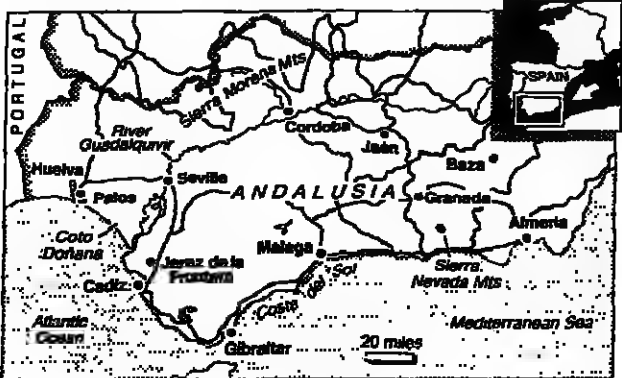 PORTUGAL
SPAIN
Sierra Morena Mts
Cordoba
River
Guadalquivir
Jaén
Baza
Huelva
Seville
Palos
ANDALUSIA
Granada
Almeria
Coto
Doñana
Malaga
Jeraz de la
Frontera
Sierra
Nevada Mts
Cadiz
Costa del Sol
Atlantic
Ocean
Gibraltar
20 miles
Mediterranean Sea